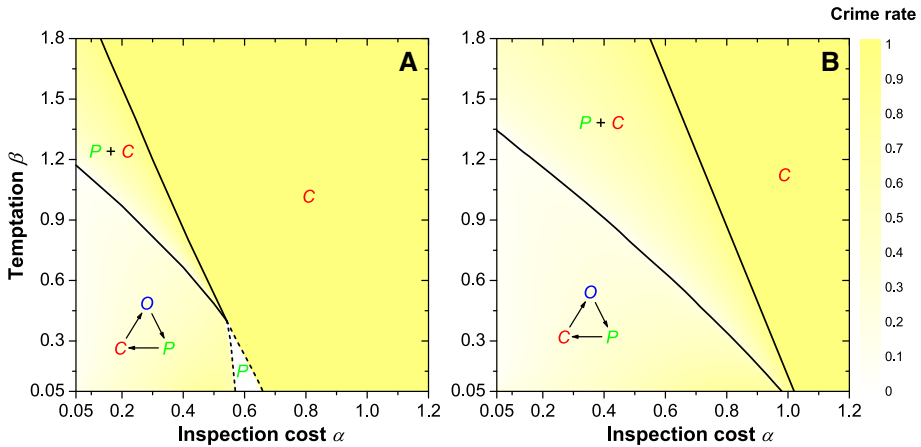 Crime rate
A
B
1.8
1.5
1.2
0.9
0.6
0.3
0.05
Temptation β
P + C
C
O
C
P
P
0.05 0.2 0.4 0.6 0.8 1.0 1.2
Inspection cost α
1.8
1.5
1.2
0.9
0.6
0.3
0.05
P + C
C
O
C
P
0.05 0.2 0.4 0.6 0.8 1.0 1.2
Inspection cost α
1
0.9
0.8
0.7
0.6
0.5
0.4
0.3
0.2
0.1
0